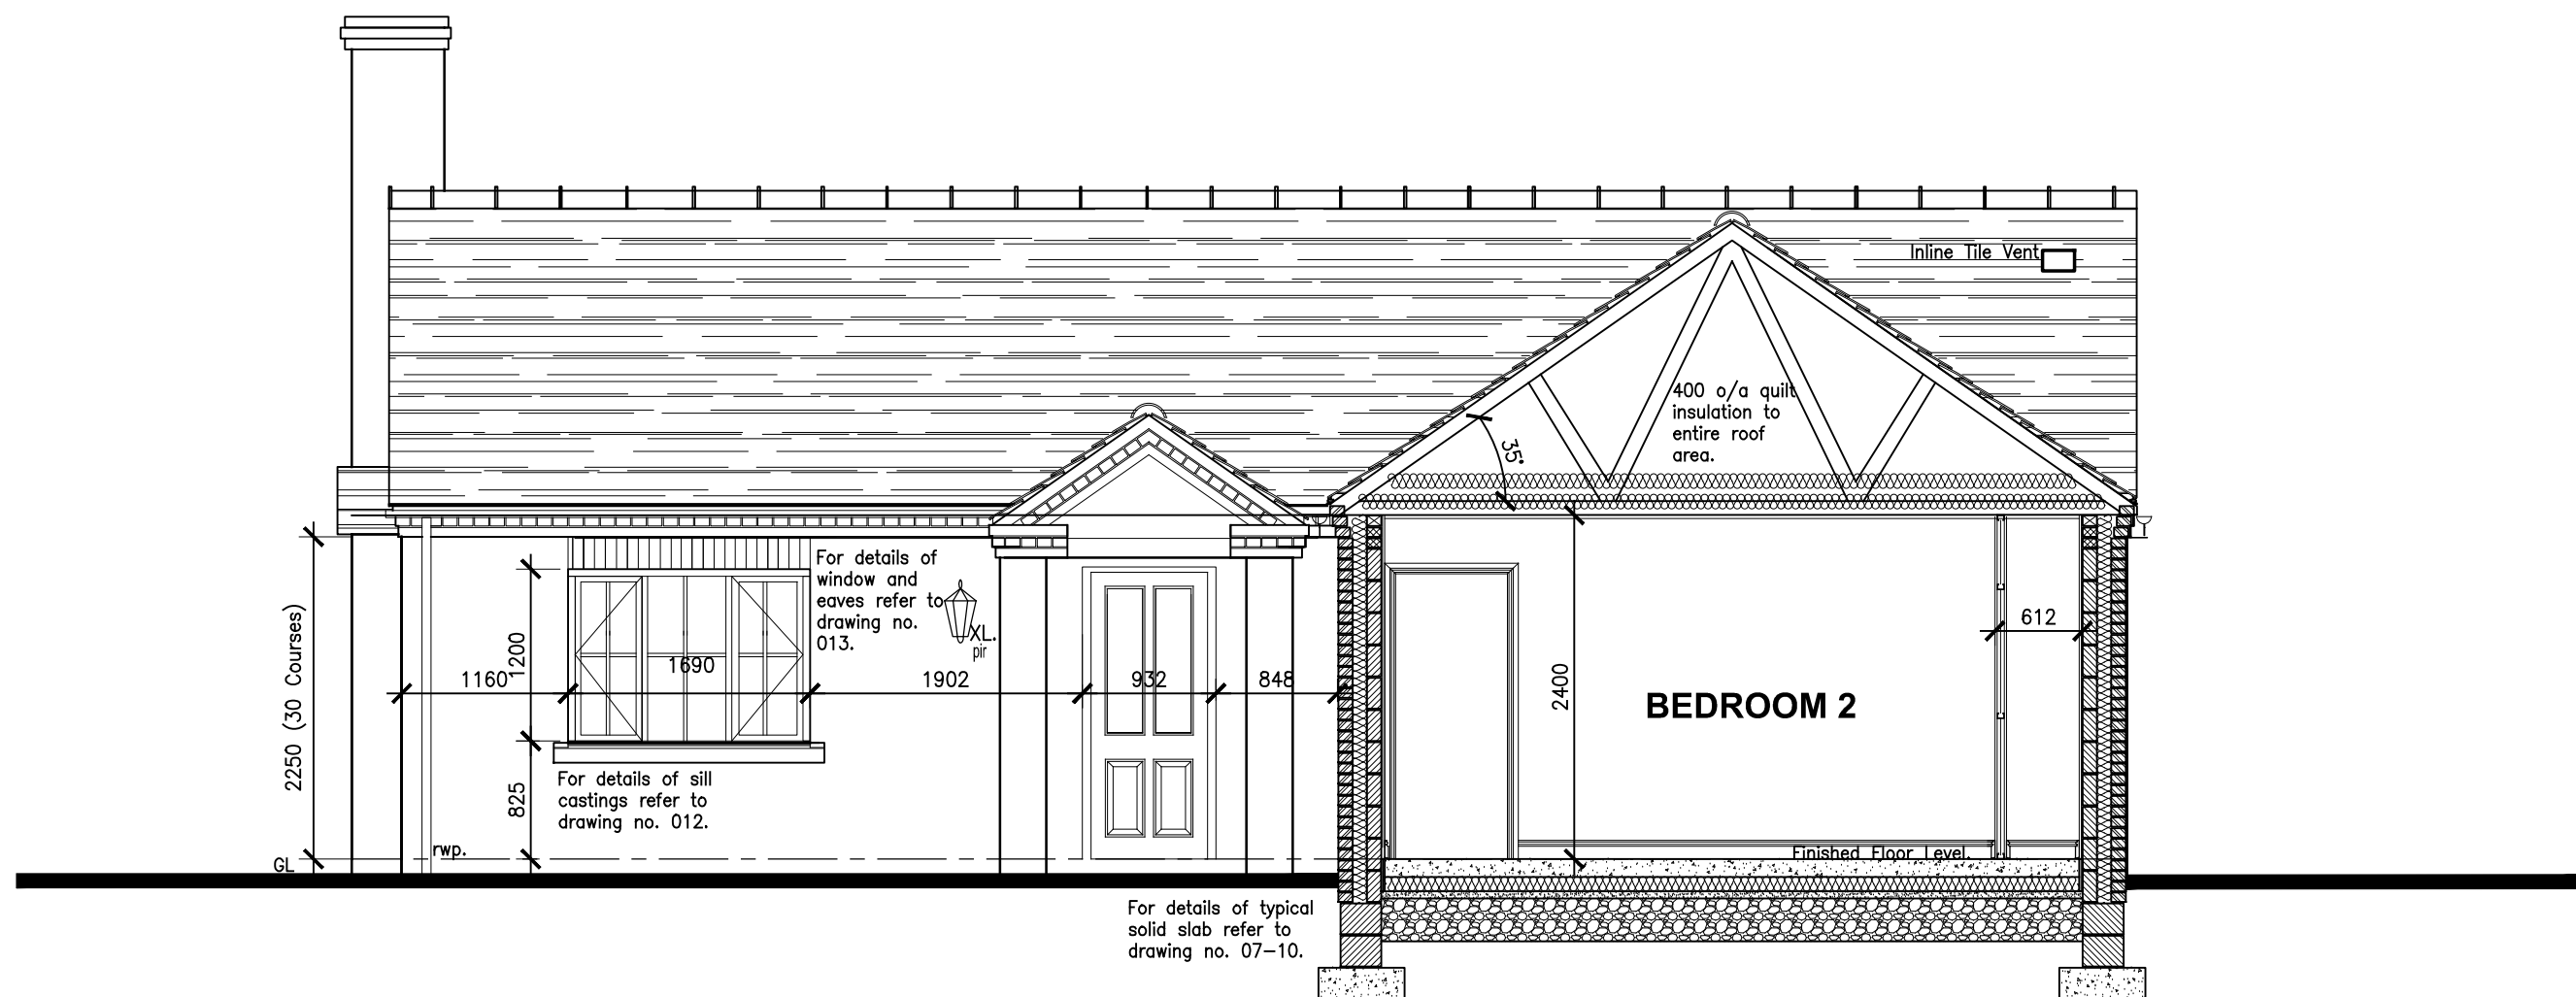 Inline Tile Vent
400 o/a quilt
insulation to
entire roof
area.
35°
For details of
window and
eaves refer to
drawing no.
013.
XL.
pir
2250 (30 Courses)
1200
825
1160
1690
1902
932
848
2400
612
BEDROOM 2
For details of sill
castings refer to
drawing no. 012.
rwp.
GL
Finished Floor Level.
For details of typical
solid slab refer to
drawing no. 07-10.